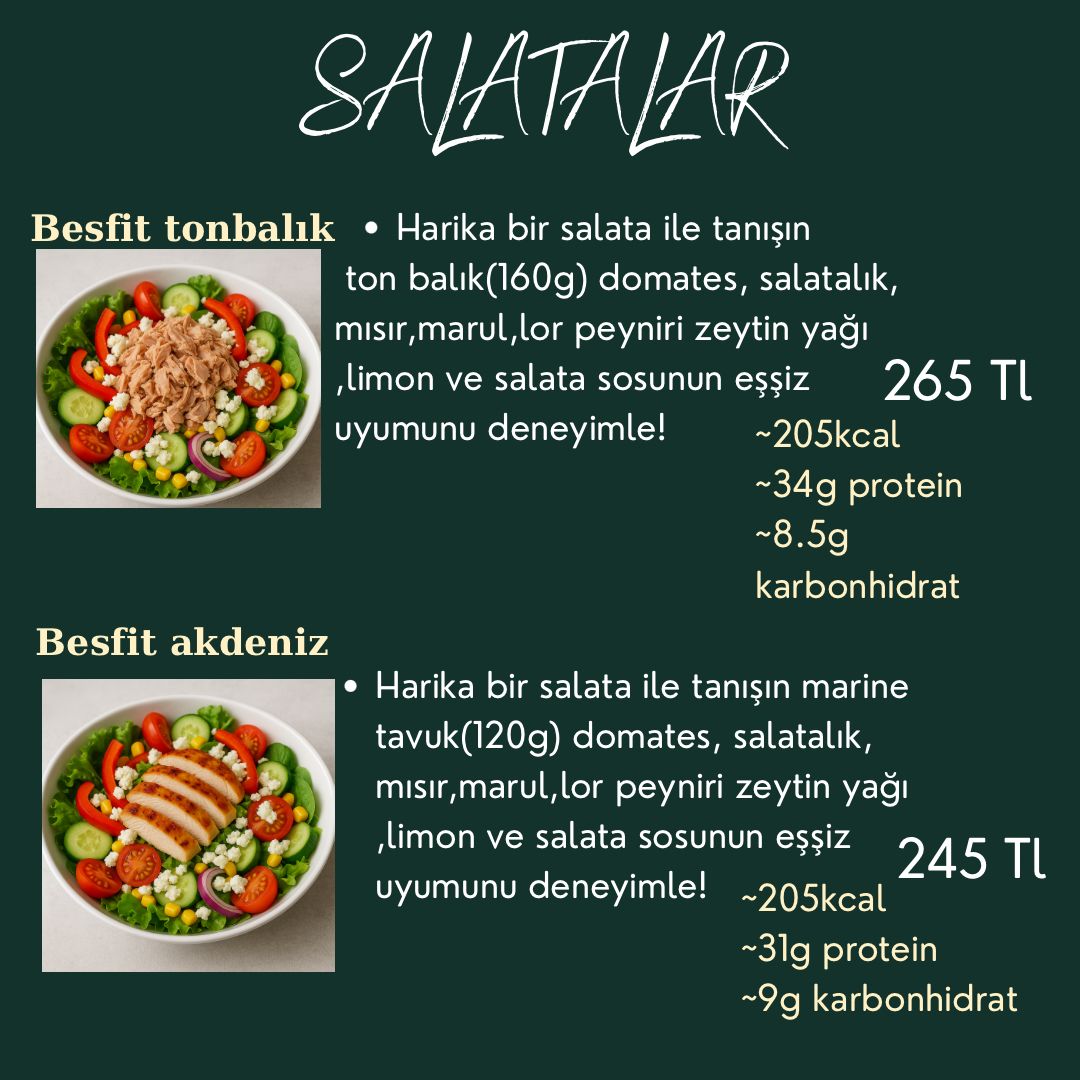 SALATALAR
Besfit tonbalık
• Harika bir salata ile tanışın
ton balık(160g) domates, salatalık,
mısır,marul,lor peyniri zeytin yağı
,limon ve salata sosunun eşşiz
uyumunu deneyimle!
265 Tl
~205kcal
~34g protein
~8.5g
karbonhidrat
Besfit akdeniz
• Harika bir salata ile tanışın marine
tavuk(120g) domates, salatalık,
mısır,marul,lor peyniri zeytin yağı
,limon ve salata sosunun eşşiz
uyumunu deneyimle!
245 Tl
~205kcal
~31g protein
~9g karbonhidrat